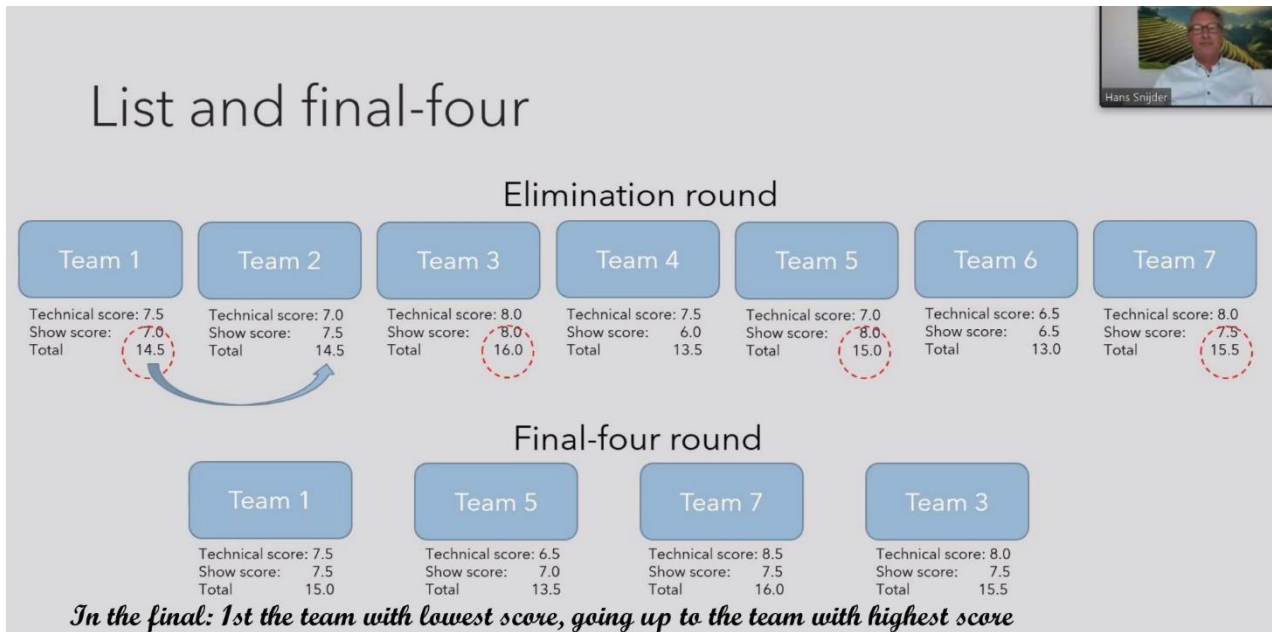 Hans Snijder
List and final-four
Elimination round
Team 1
Technical score: 7.5
Show score: 7.0
Total 14.5
Team 2
Technical score: 7.0
Show score: 7.5
Total 14.5
Team 3
Technical score: 8.0
Show score: 8.0
Total 16.0
Team 4
Technical score: 7.5
Show score: 6.0
Total 13.5
Team 5
Technical score: 7.0
Show score: 8.0
Total 15.0
Team 6
Technical score: 6.5
Show score: 6.5
Total 13.0
Team 7
Technical score: 8.0
Show score: 7.5
Total 15.5
Final-four round
Team 1
Technical score: 7.5
Show score: 7.5
Total 15.0
Team 5
Technical score: 6.5
Show score: 7.0
Total 13.5
Team 7
Technical score: 8.5
Show score: 7.5
Total 16.0
Team 3
Technical score: 8.0
Show score: 7.5
Total 15.5
In the final: 1st the team with lowest score, going up to the team with highest score